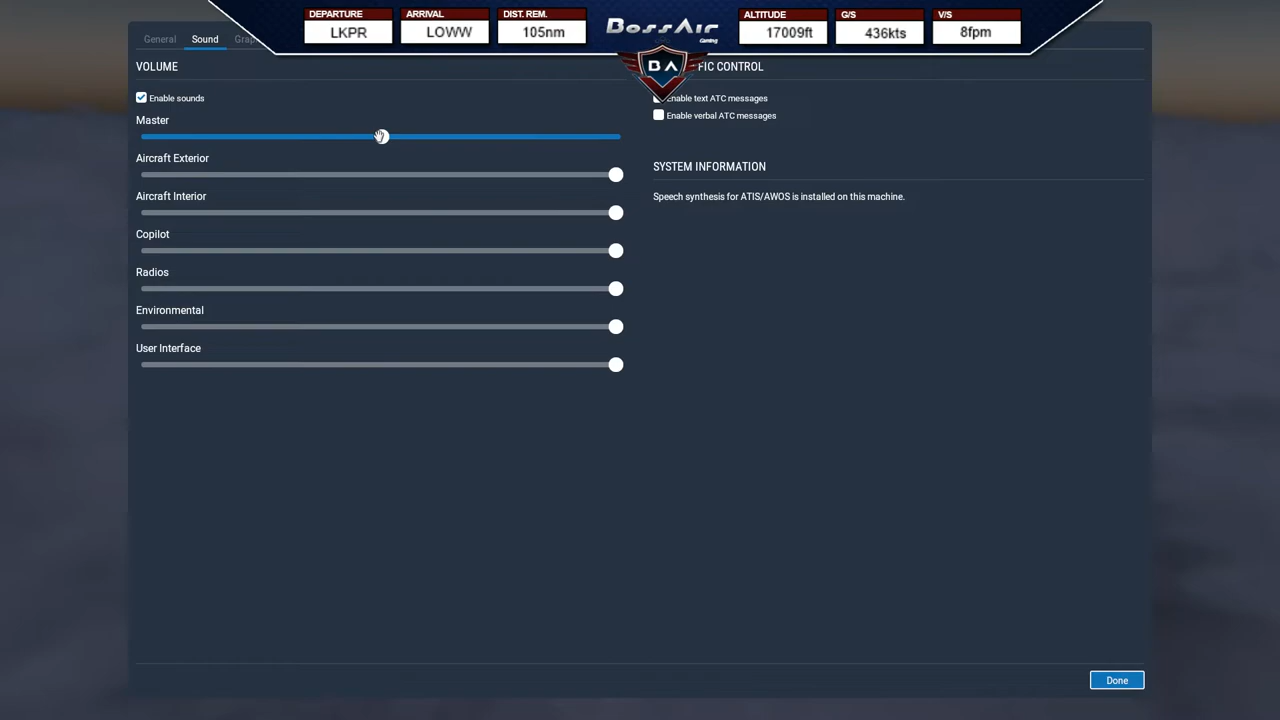 DEPARTURE
LKPR
ARRIVAL
LOWW
DIST. REM.
105nm
BossAir
Gaming
BA
ALTITUDE
17009ft
G/S
436kts
V/S
8fpm
General
Sound
VOLUME
Enable sounds
Master
Aircraft Exterior
Aircraft Interior
Copilot
Radios
Environmental
User Interface
FIC CONTROL
Enable text ATC messages
Enable verbal ATC messages
SYSTEM INFORMATION
Speech synthesis for ATIS/AWOS is installed on this machine.
Done